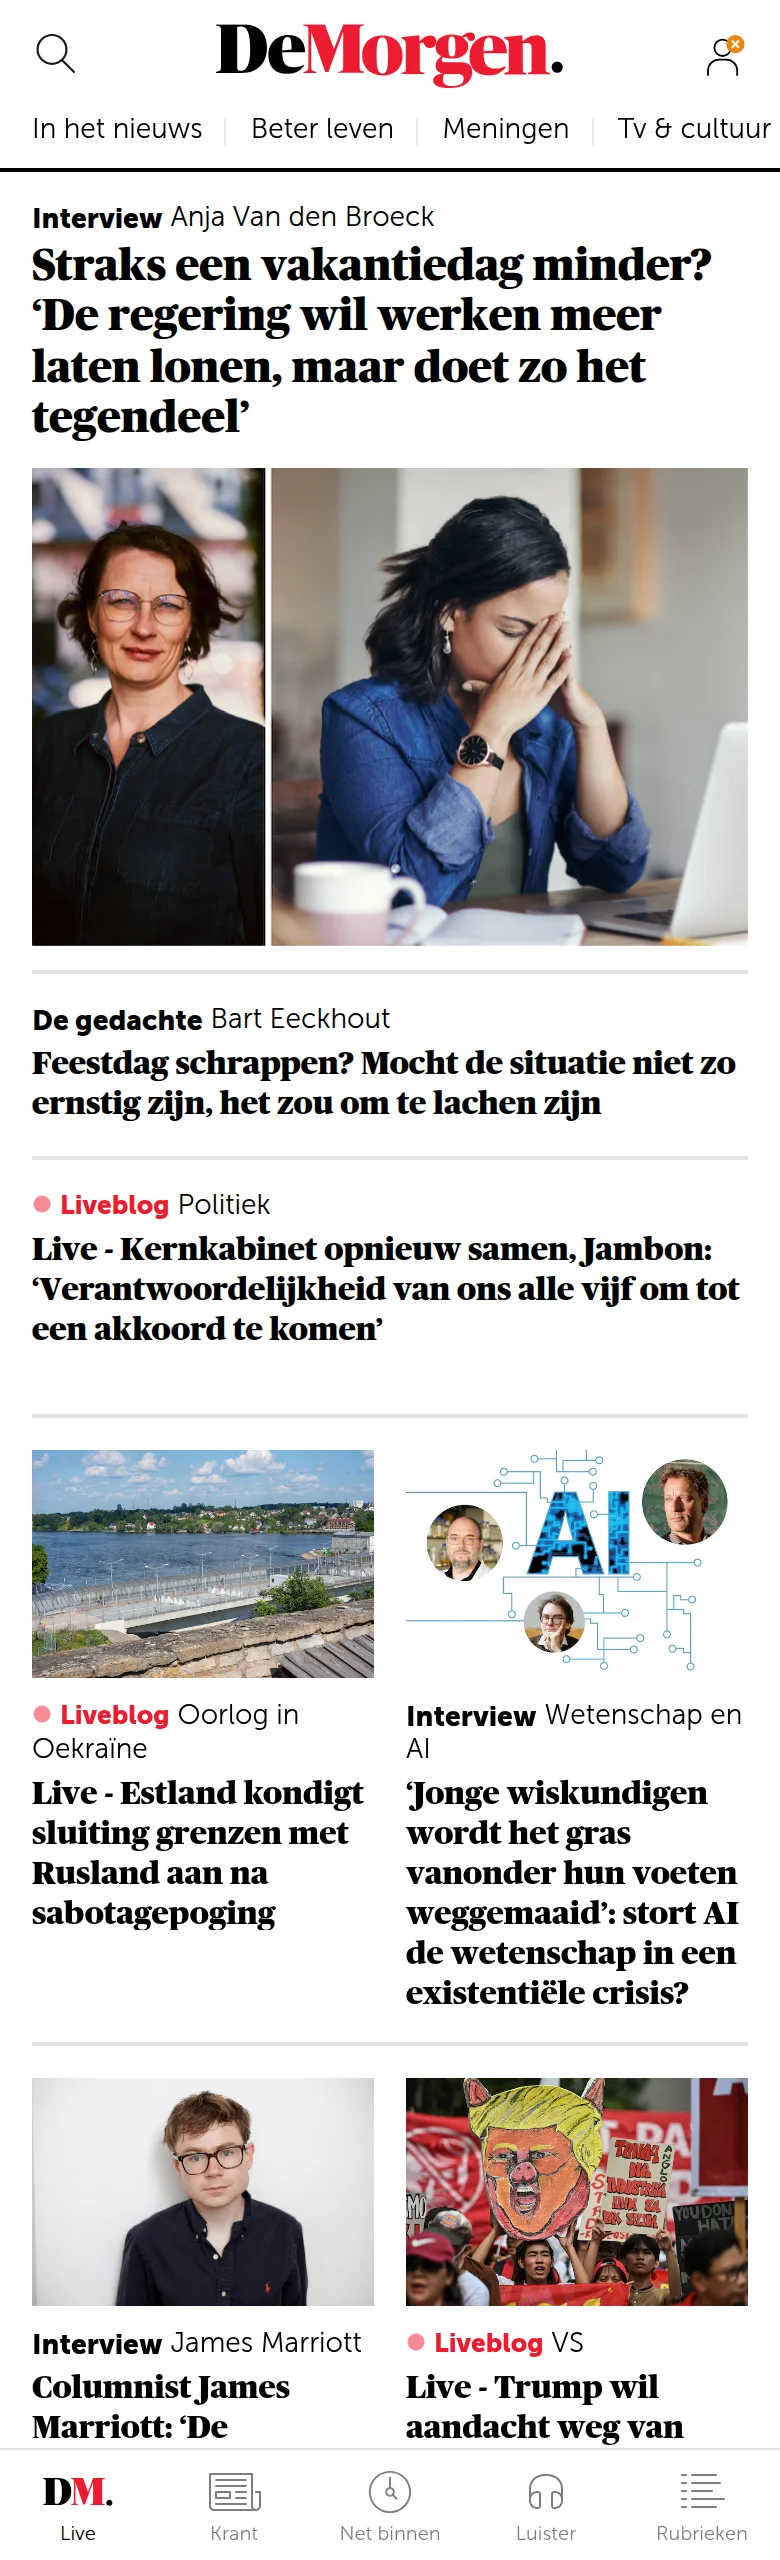 DeMorgen.
In het nieuws
Beter leven
Meningen
Tv & cultuur
Interview Anja Van den Broeck
Straks een vakantiedag minder?
‘De regering wil werken meer
laten lonen, maar doet zo het
tegendeel’
De gedachte Bart Eeckhout
Feestdag schrappen? Mocht de situatie niet zo
ernstig zijn, het zou om te lachen zijn
Liveblog Politiek
Live - Kernkabinet opnieuw samen, Jambon:
‘Verantwoordelijkheid van ons alle vijf om tot
een akkoord te komen’
AI
Liveblog Oorlog in
Oekraïne
Live - Estland kondigt
sluiting grenzen met
Rusland aan na
sabotagepoging
Interview Wetenschap en
AI
‘Jonge wiskundigen
wordt het gras
vanonder hun voeten
weggemaaid’: stort AI
de wetenschap in een
existentiële crisis?
YOU DON'T
HAT
Interview James Marriott
Columnist James
Marriott: ‘De
Liveblog VS
Live - Trump wil
aandacht weg van
DM.
Live
Krant
Net binnen
Luister
Rubrieken